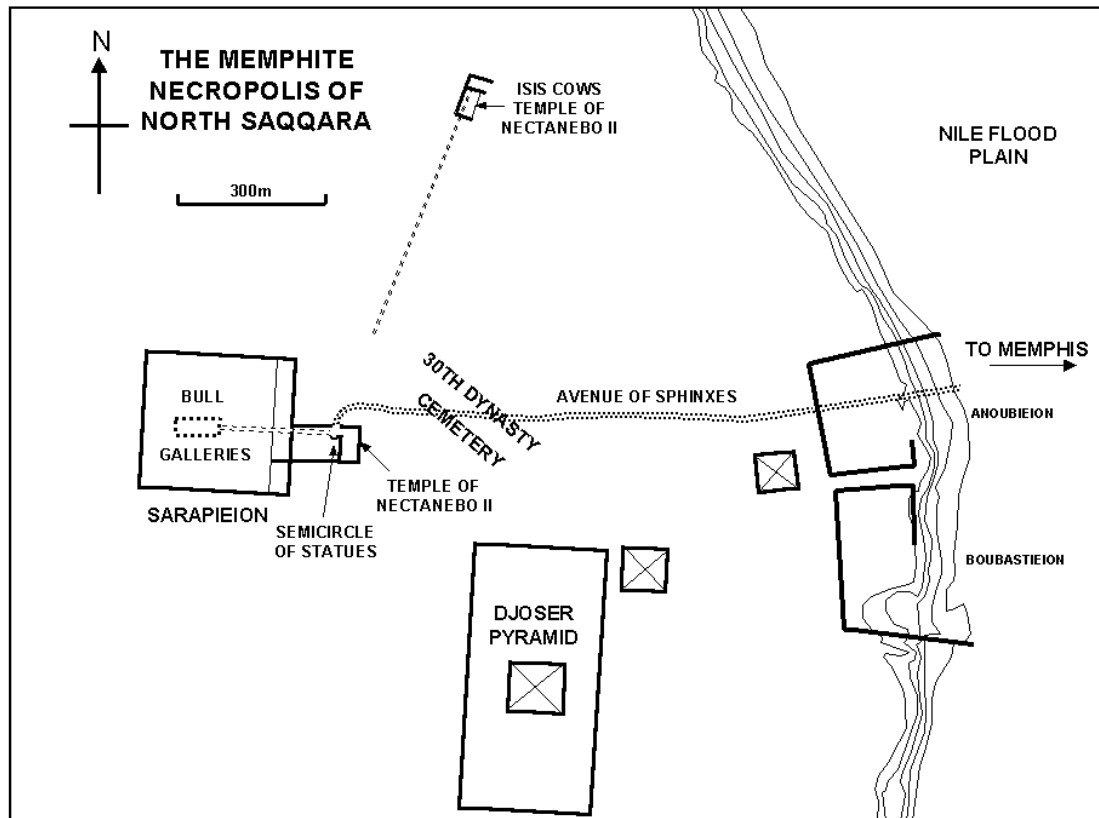 N
THE MEMPHITE
NECROPOLIS OF
NORTH SAQQARA
300m
ISIS COWS
TEMPLE OF
NECTANEBO II
NILE FLOOD
PLAIN
TO MEMPHIS
30TH DYNASTY
CEMETERY
AVENUE OF SPHINXES
ANOUBIEION
BULL
GALLERIES
SARAPIEION
TEMPLE OF
NECTANEBO II
SEMICIRCLE
OF STATUES
BOUBASTIEION
DJOSER
PYRAMID